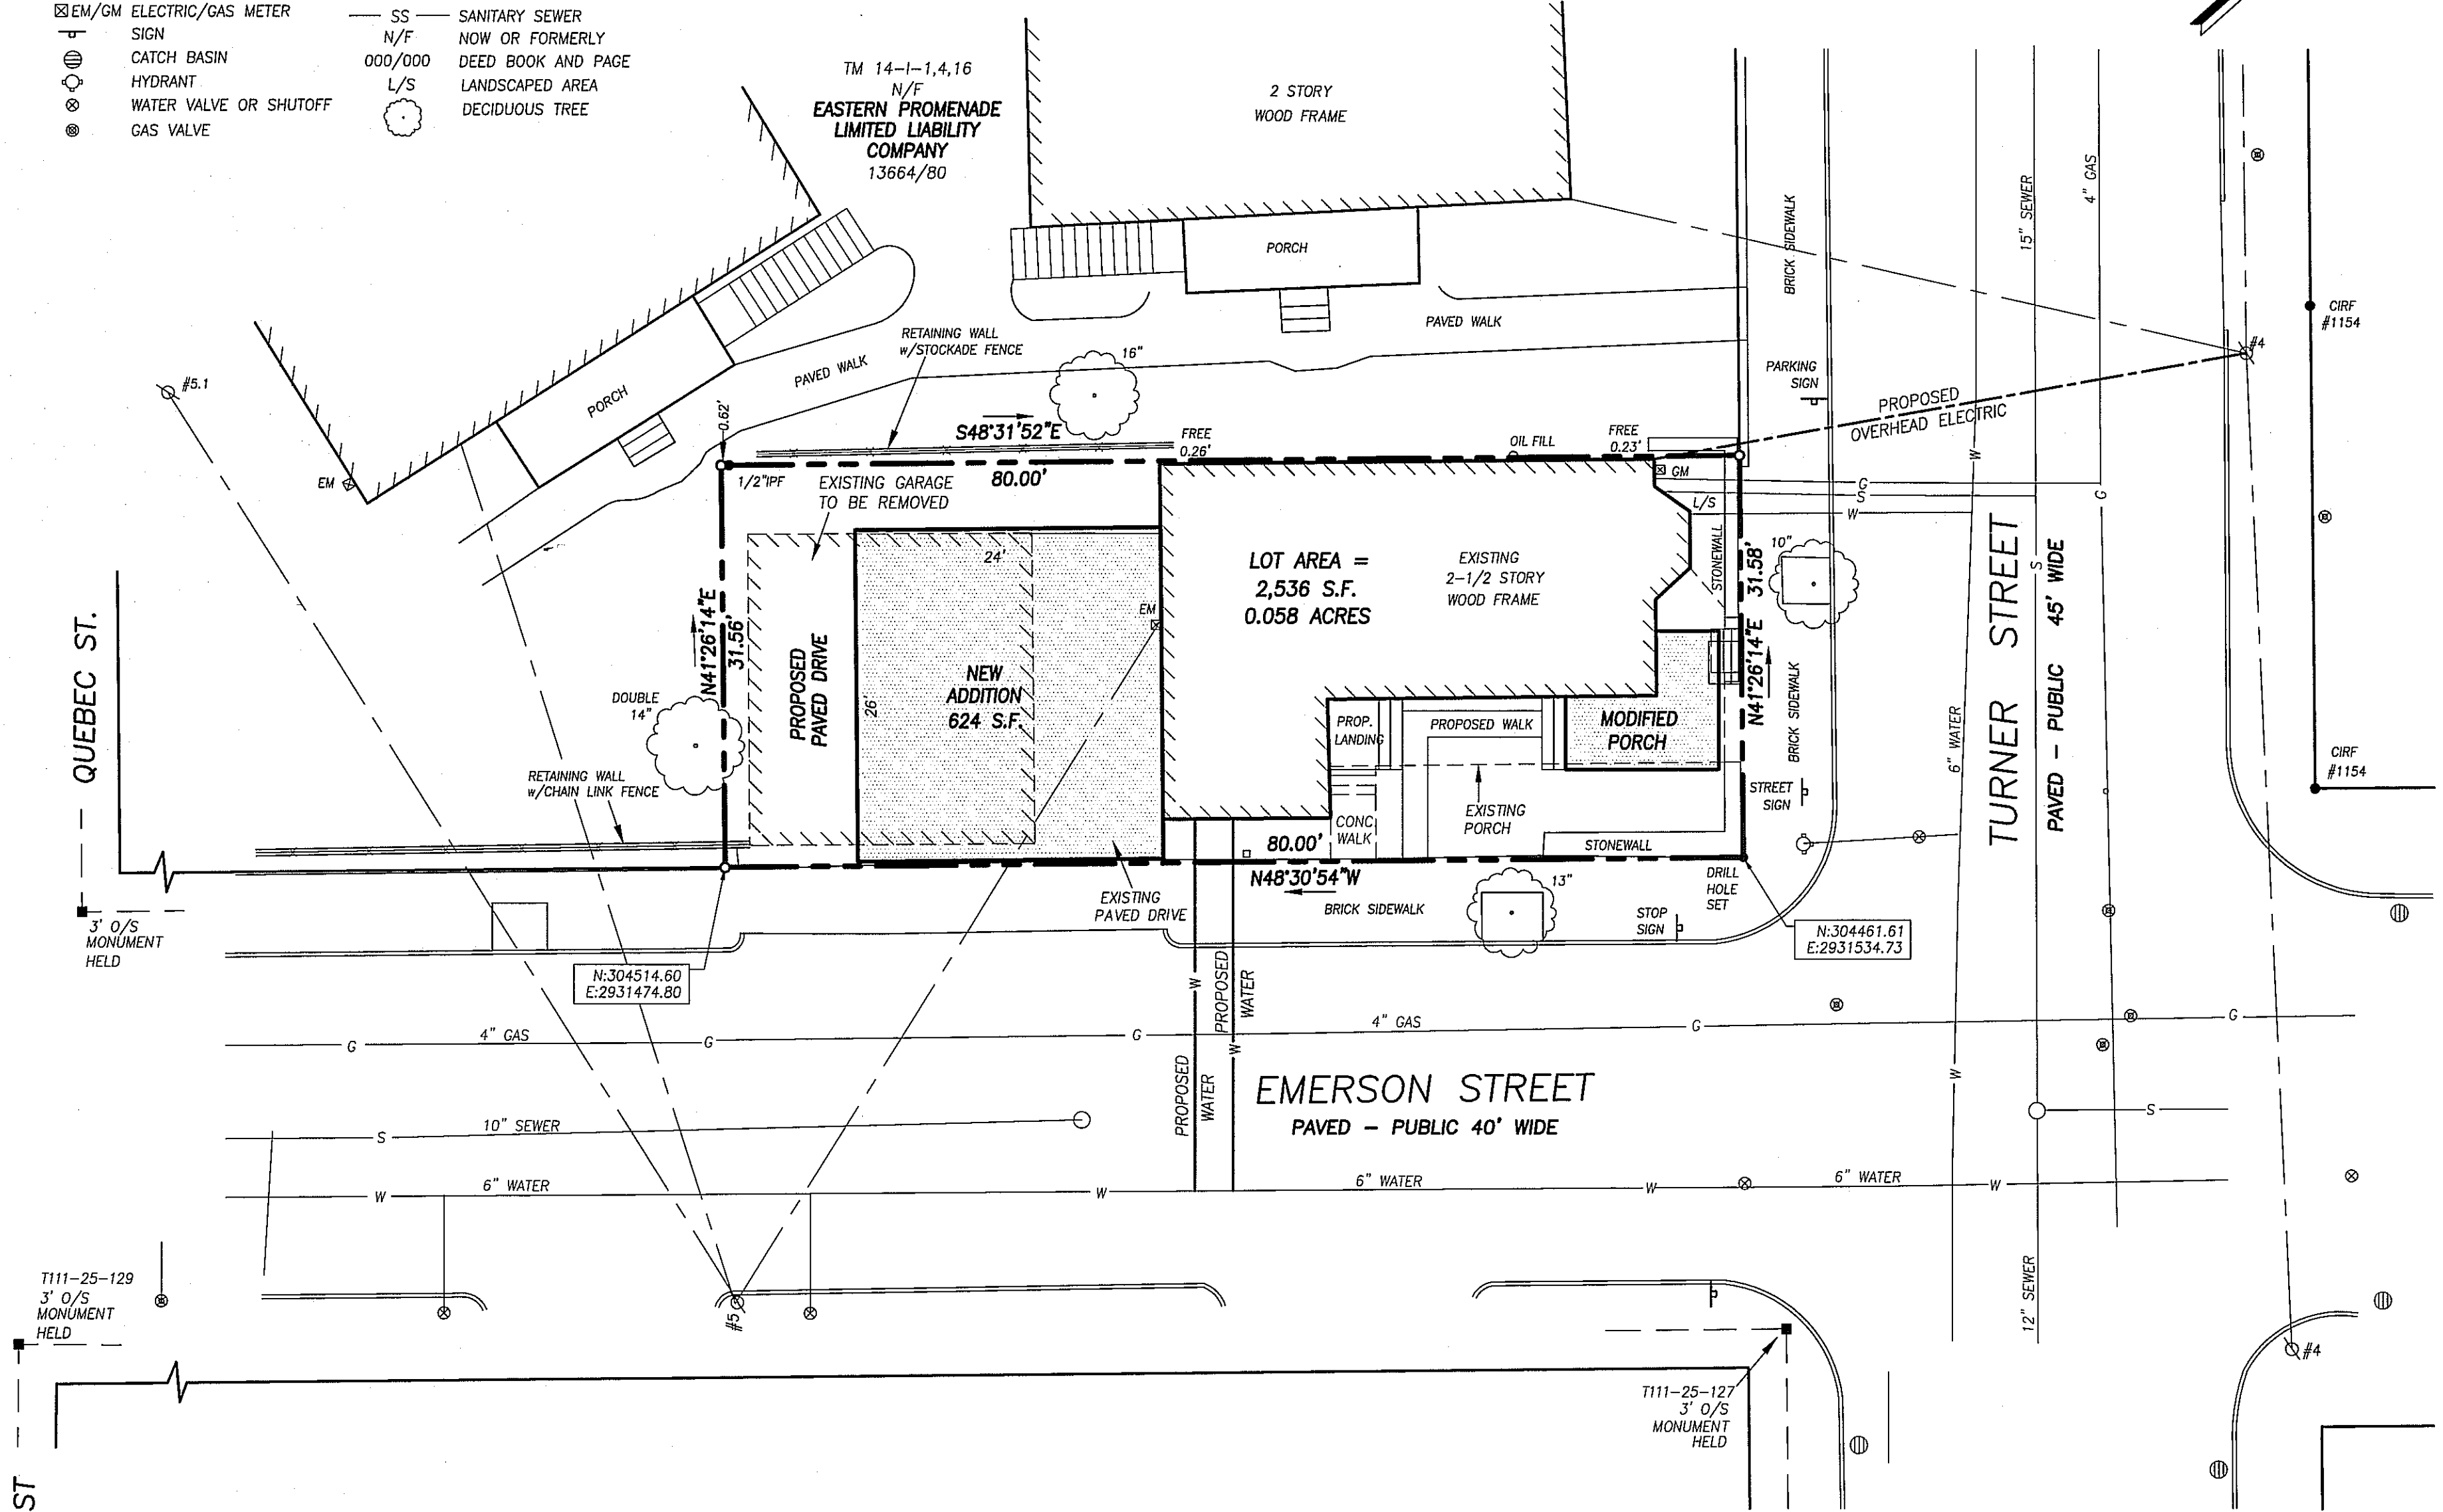 EM/GM ELECTRIC/GAS METER
SIGN
CATCH BASIN
HYDRANT
WATER VALVE OR SHUTOFF
GAS VALVE
SS SANITARY SEWER
N/F NOW OR FORMERLY
000/000 DEED BOOK AND PAGE
L/S LANDSCAPED AREA
DECIDUOUS TREE
TM 14-I-1,4,16
N/F
EASTERN PROMENADE
LIMITED LIABILITY
COMPANY
13664/80
2 STORY
WOOD FRAME
PORCH
PAVED WALK
BRICK SIDEWALK
15" SEWER
4" GAS
CIRF
#1154
#4
PARKING
SIGN
PROPOSED
OVERHEAD ELECTRIC
RETAINING WALL
w/STOCKADE FENCE
16"
PAVED WALK
PORCH
#5.1
EM
0.62'
S48°31'52"E
80.00'
FREE
0.26'
OIL FILL
FREE
0.23'
GM
1/2"IPF
EXISTING GARAGE
TO BE REMOVED
L/S
G
S
W
W
G
S
STONEWALL
10"
31.58'
N41°26'14"E
BRICK SIDEWALK
24'
LOT AREA =
2,536 S.F.
0.058 ACRES
EXISTING
2-1/2 STORY
WOOD FRAME
EM
N41°26'14"E
31.56'
PROPOSED
PAVED DRIVE
26'
NEW
ADDITION
624 S.F.
DOUBLE
14"
RETAINING WALL
w/CHAIN LINK FENCE
PROP.
LANDING
PROPOSED WALK
MODIFIED
PORCH
EXISTING
PORCH
CONC
WALK
STONEWALL
80.00'
N48°30'54"W
STREET
SIGN
6" WATER
TURNER STREET
PAVED - PUBLIC 45' WIDE
CIRF
#1154
QUEBEC ST.
3' O/S
MONUMENT
HELD
EXISTING
PAVED DRIVE
BRICK SIDEWALK
13"
STOP
SIGN
DRILL
HOLE
SET
N:304461.61
E:2931534.73
N:304514.60
E:2931474.80
W
PROPOSED
WATER
W
PROPOSED
WATER
G
4" GAS
G
G
4" GAS
G
G
W
EMERSON STREET
PAVED - PUBLIC 40' WIDE
S
10" SEWER
S
W
6" WATER
W
6" WATER
W
6" WATER
W
12" SEWER
#5
#4
T111-25-129
3' O/S
MONUMENT
HELD
T111-25-127
3' O/S
MONUMENT
HELD
ST